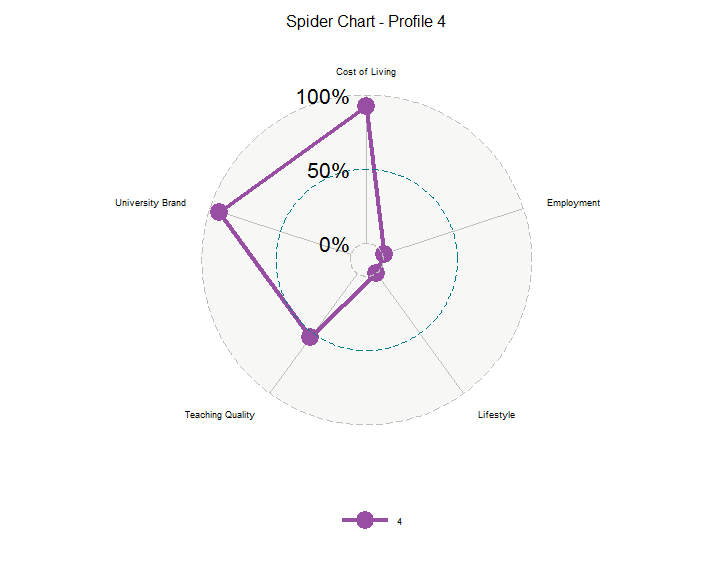 Spider Chart - Profile 4
Cost of Living
100%
50%
University Brand
Employment
0%
Teaching Quality
Lifestyle
4